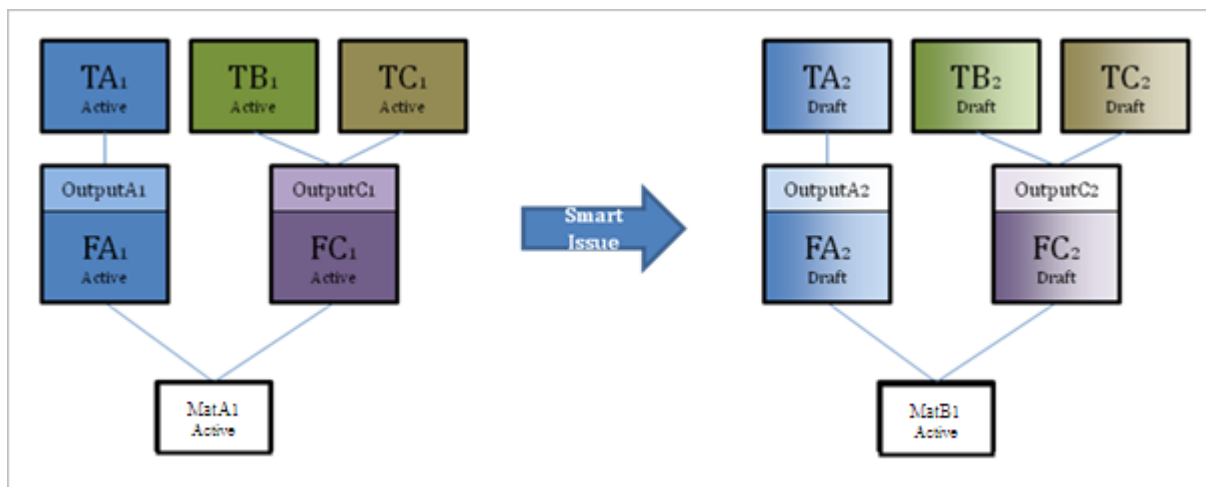 TA1
Active
TB1
Active
TC1
Active
OutputA1
FA1
Active
OutputC1
FC1
Active
MatA1
Active
Smart
Issue
TA2
Draft
TB2
Draft
TC2
Draft
OutputA2
FA2
Draft
OutputC2
FC2
Draft
MatB1
Active